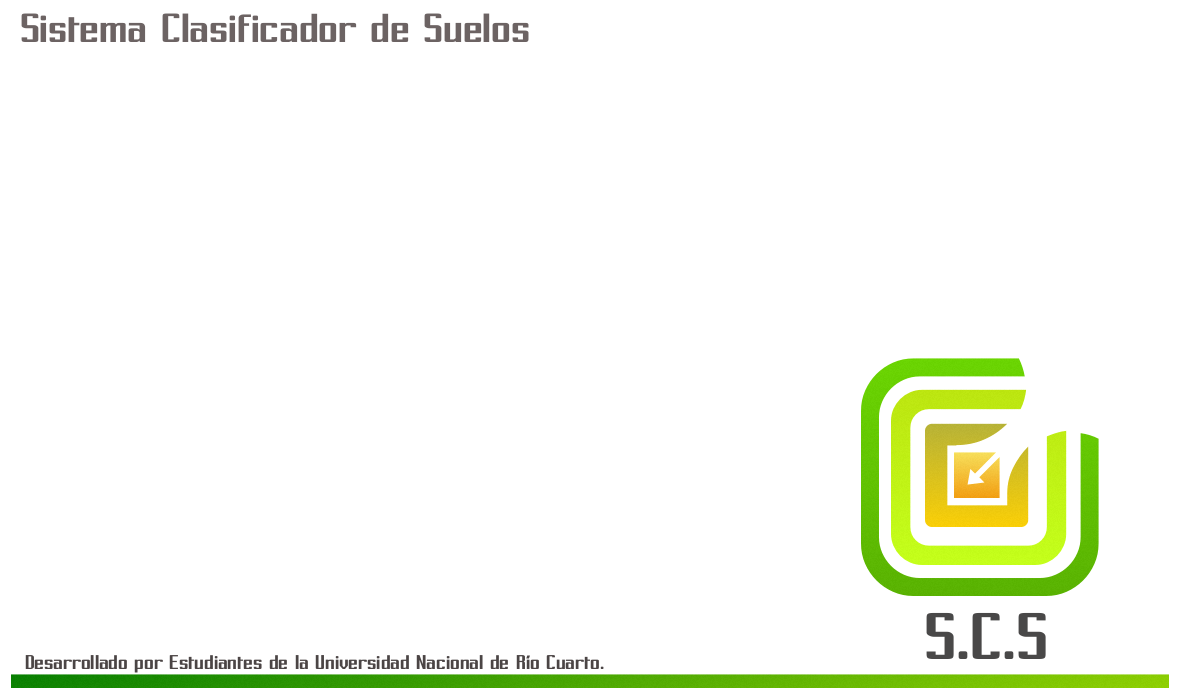 Sistema Clasificador de Suelos
S.C.S
Desarrollado por Estudiantes de la Universidad Nacional de Río Cuarto.